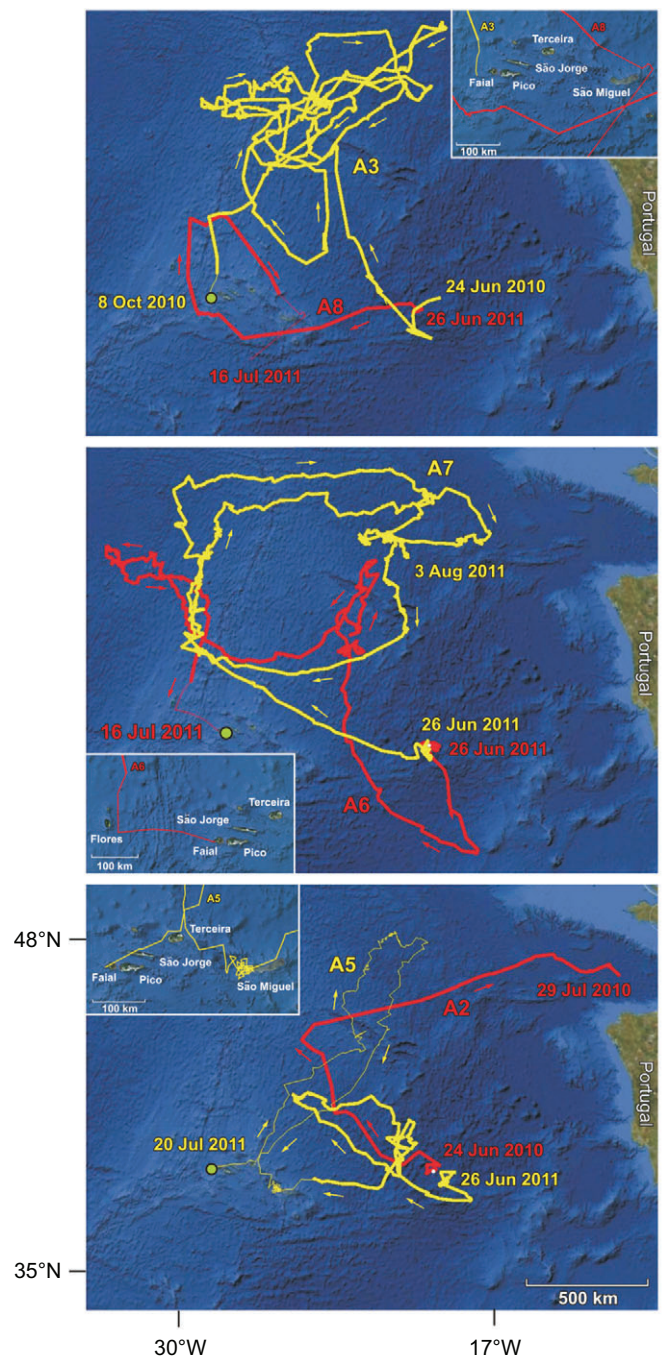 A3
A8
Terceira
São Jorge
Faial
Pico
São Miguel
100 km
A3
Portugal
24 Jun 2010
8 Oct 2010
A8
26 Jun 2011
16 Jul 2011
A7
3 Aug 2011
Portugal
26 Jun 2011
16 Jul 2011
26 Jun 2011
A6
A6
Terceira
São Jorge
Flores
Faial
Pico
100 km
48°N
A5
Terceira
São Jorge
Faial
Pico
São Miguel
100 km
A5
A2
29 Jul 2010
Portugal
20 Jul 2011
24 Jun 2010
26 Jun 2011
35°N
500 km
30°W
17°W